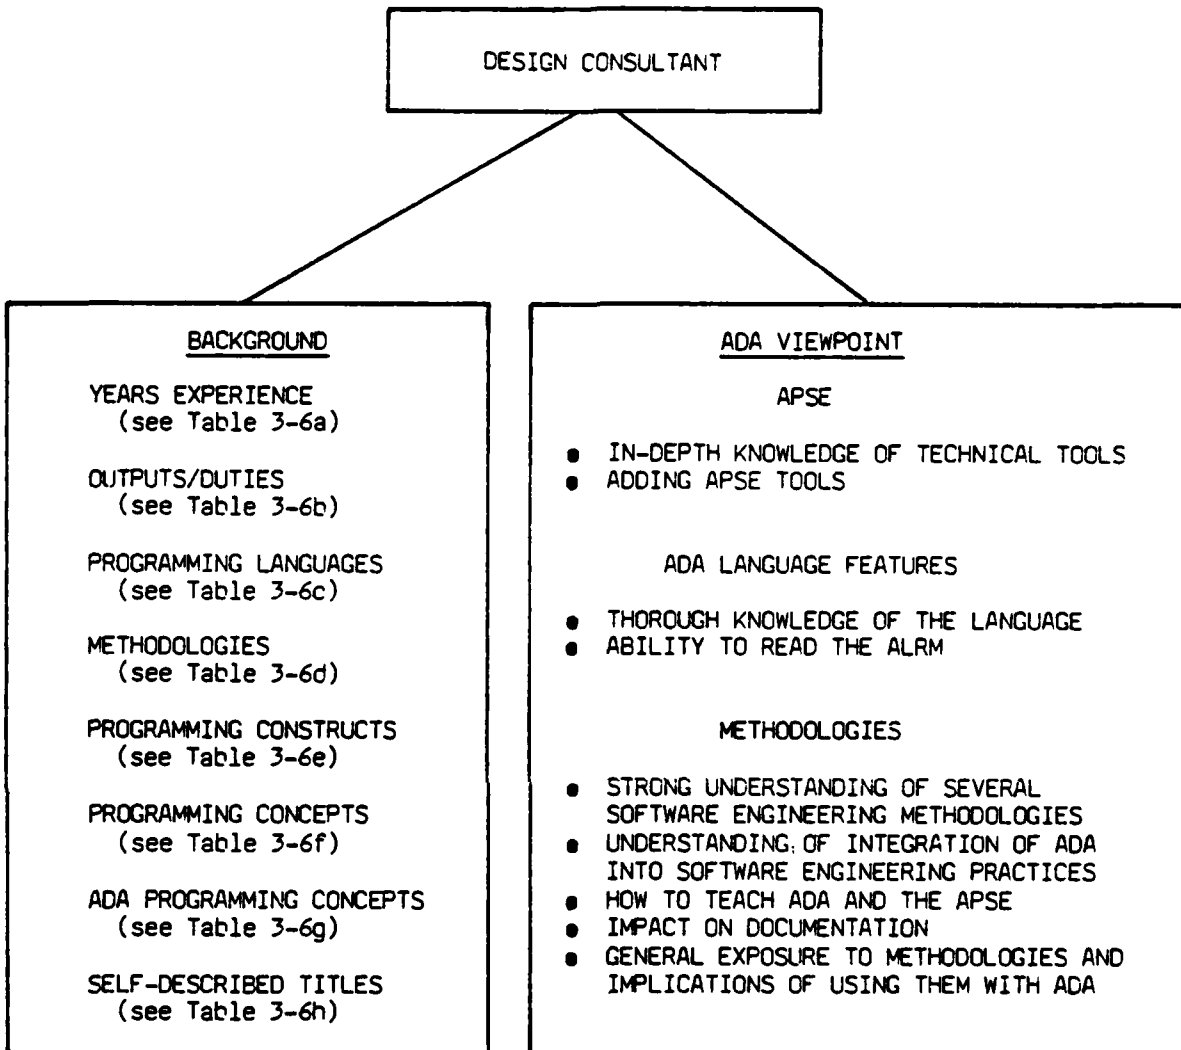 DESIGN CONSULTANT
BACKGROUND
YEARS EXPERIENCE
(see Table 3-6a)
OUTPUTS/DUTIES
(see Table 3-6b)
PROGRAMMING LANGUAGES
(see Table 3-6c)
METHODOLOGIES
(see Table 3-6d)
PROGRAMMING CONSTRUCTS
(see Table 3-6e)
PROGRAMMING CONCEPTS
(see Table 3-6f)
ADA PROGRAMMING CONCEPTS
(see Table 3-6g)
SELF-DESCRIBED TITLES
(see Table 3-6h)
ADA VIEWPOINT
APSE
● IN-DEPTH KNOWLEDGE OF TECHNICAL TOOLS
● ADDING APSE TOOLS
ADA LANGUAGE FEATURES
● THOROUGH KNOWLEDGE OF THE LANGUAGE
● ABILITY TO READ THE ALRM
METHODOLOGIES
● STRONG UNDERSTANDING OF SEVERAL
SOFTWARE ENGINEERING METHODOLOGIES
● UNDERSTANDING OF INTEGRATION OF ADA
INTO SOFTWARE ENGINEERING PRACTICES
● HOW TO TEACH ADA AND THE APSE
● IMPACT ON DOCUMENTATION
● GENERAL EXPOSURE TO METHODOLOGIES AND
IMPLICATIONS OF USING THEM WITH ADA